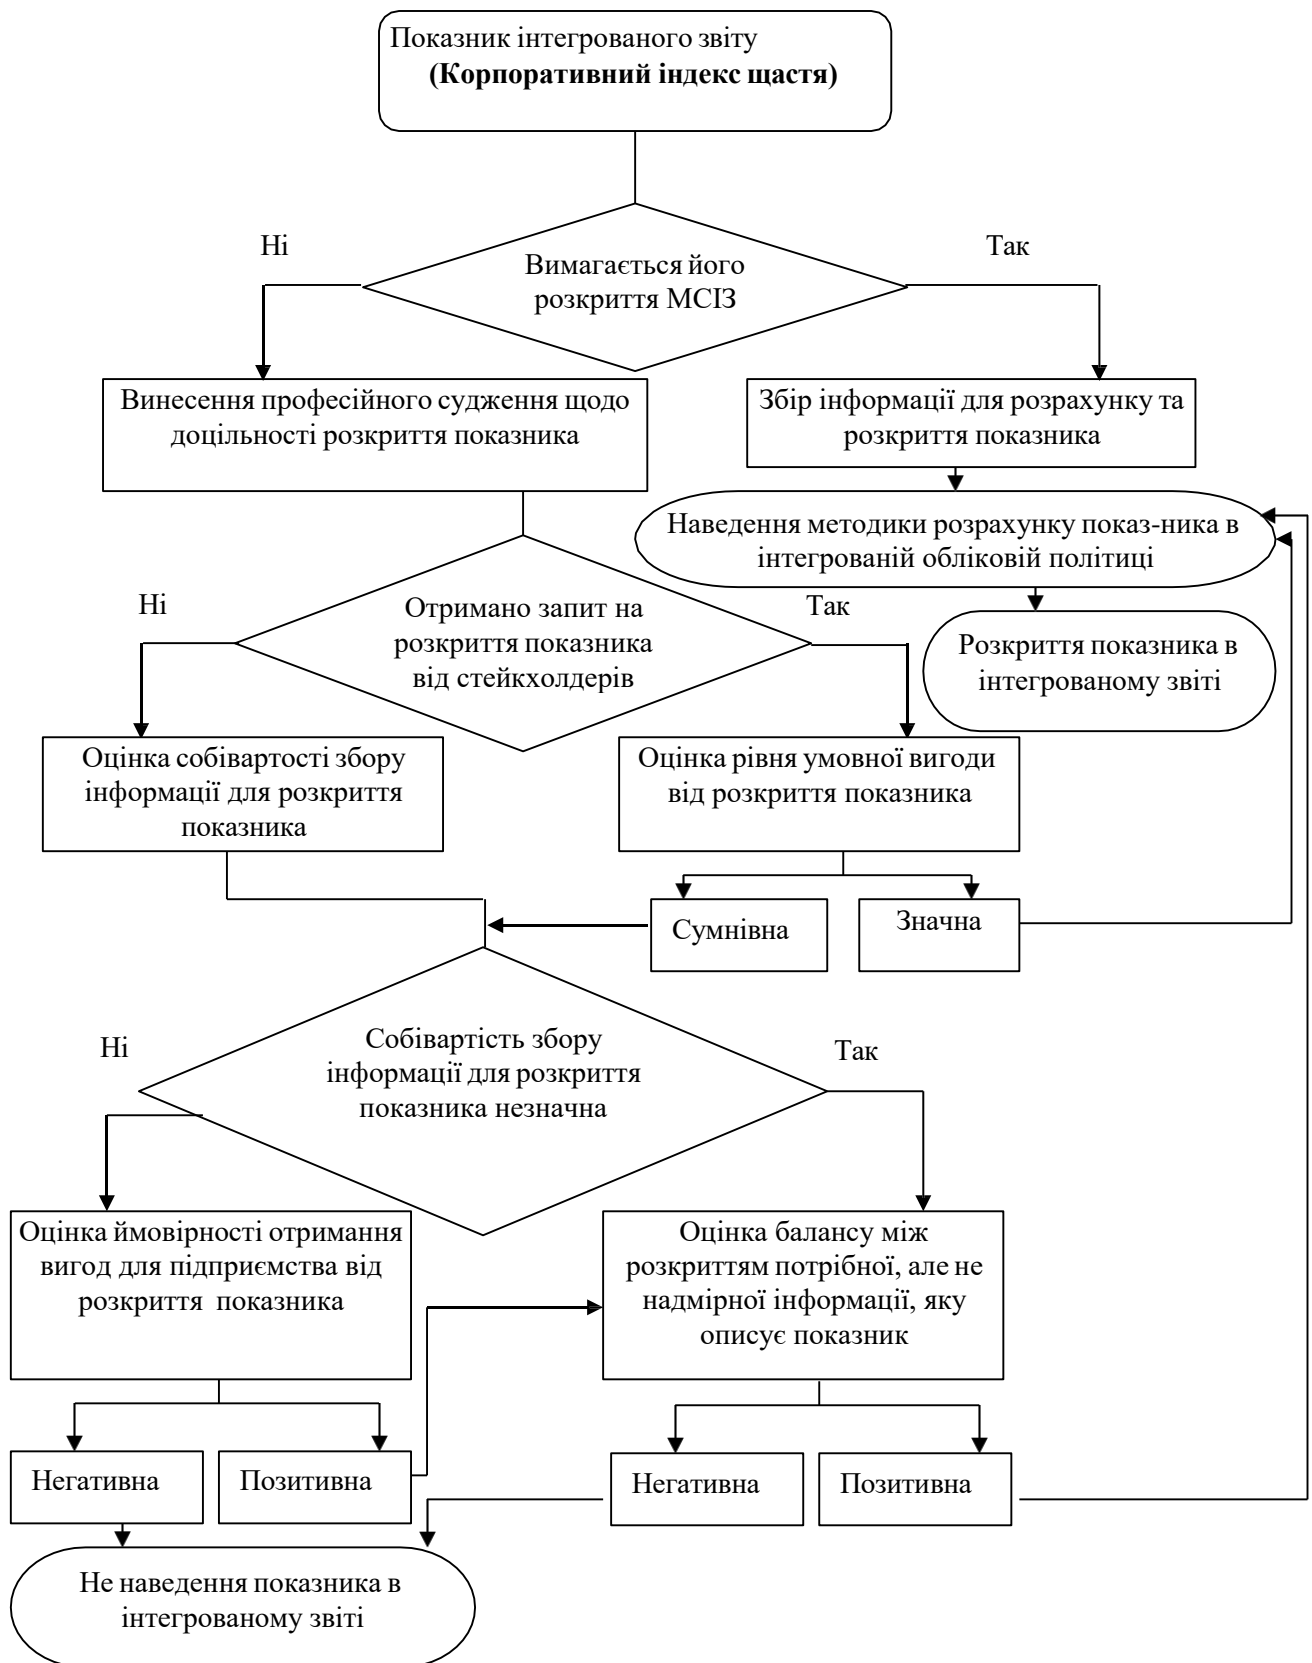 Показник інтегрованого звіту
(Корпоративний індекс щастя)
Ні
Так
Вимагається його
розкриття МСІЗ
Винесення професійного судження щодо
доцільності розкриття показника
Збір інформації для розрахунку та
розкриття показника
Наведення методики розрахунку показ-ника в
інтегрованій обліковій політиці
Ні
Так
Отримано запит на
розкриття показника
від стейкхолдерів
Розкриття показника в
інтегрованому звіті
Оцінка собівартості збору
інформації для розкриття
показника
Оцінка рівня умовної вигоди
від розкриття показника
Сумнівна
Значна
Ні
Так
Собівартість збору
інформації для розкриття
показника незначна
Оцінка ймовірності отримання
вигод для підприємства від
розкриття показника
Оцінка балансу між
розкриттям потрібної, але не
надмірної інформації, яку
описує показник
Негативна
Позитивна
Негативна
Позитивна
Не наведення показника в
інтегрованому звіті